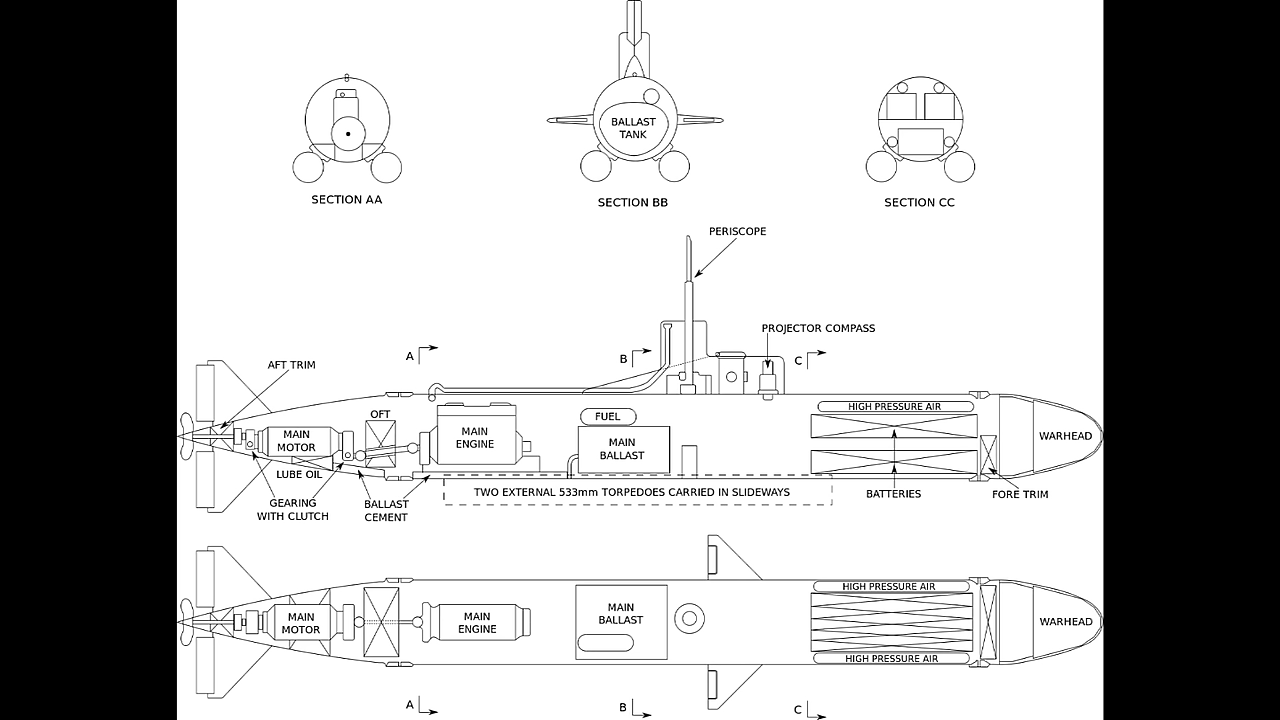 BALLAST
TANK
SECTION AA
SECTION BB
SECTION CC
PERISCOPE
PROJECTOR COMPASS
A
B
C
AFT TRIM
OFT
HIGH PRESSURE AIR
FUEL
MAIN
MOTOR
MAIN
ENGINE
MAIN
BALLAST
WARHEAD
LUBE OIL
TWO EXTERNAL 533mm TORPEDOES CARRIED IN SLIDEWAYS
BATTERIES
FORE TRIM
GEARING
WITH CLUTCH
BALLAST
CEMENT
HIGH PRESSURE AIR
MAIN
MOTOR
MAIN
ENGINE
MAIN
BALLAST
WARHEAD
HIGH PRESSURE AIR
A
B
C